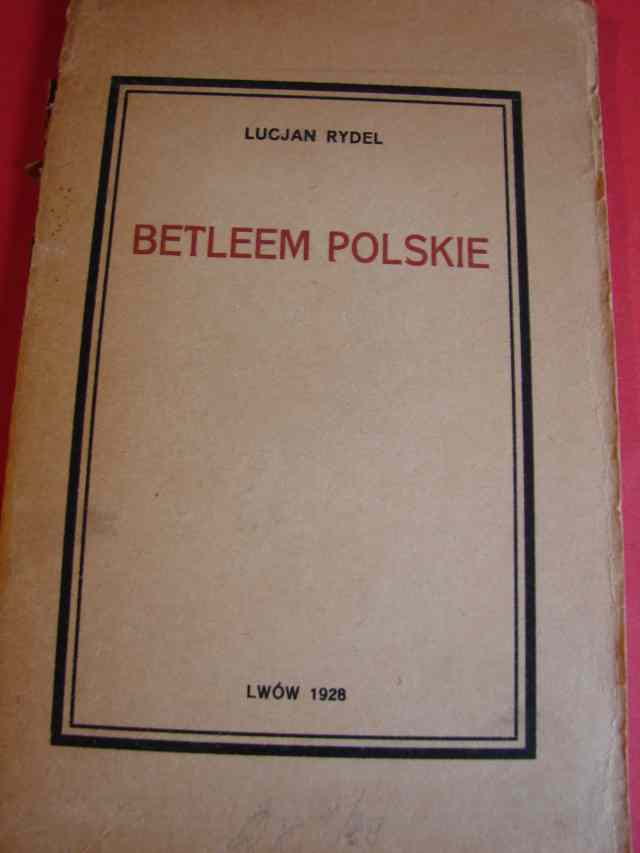 LUCJAN RYDEL
BETLEEM POLSKIE
LWÓW 1928